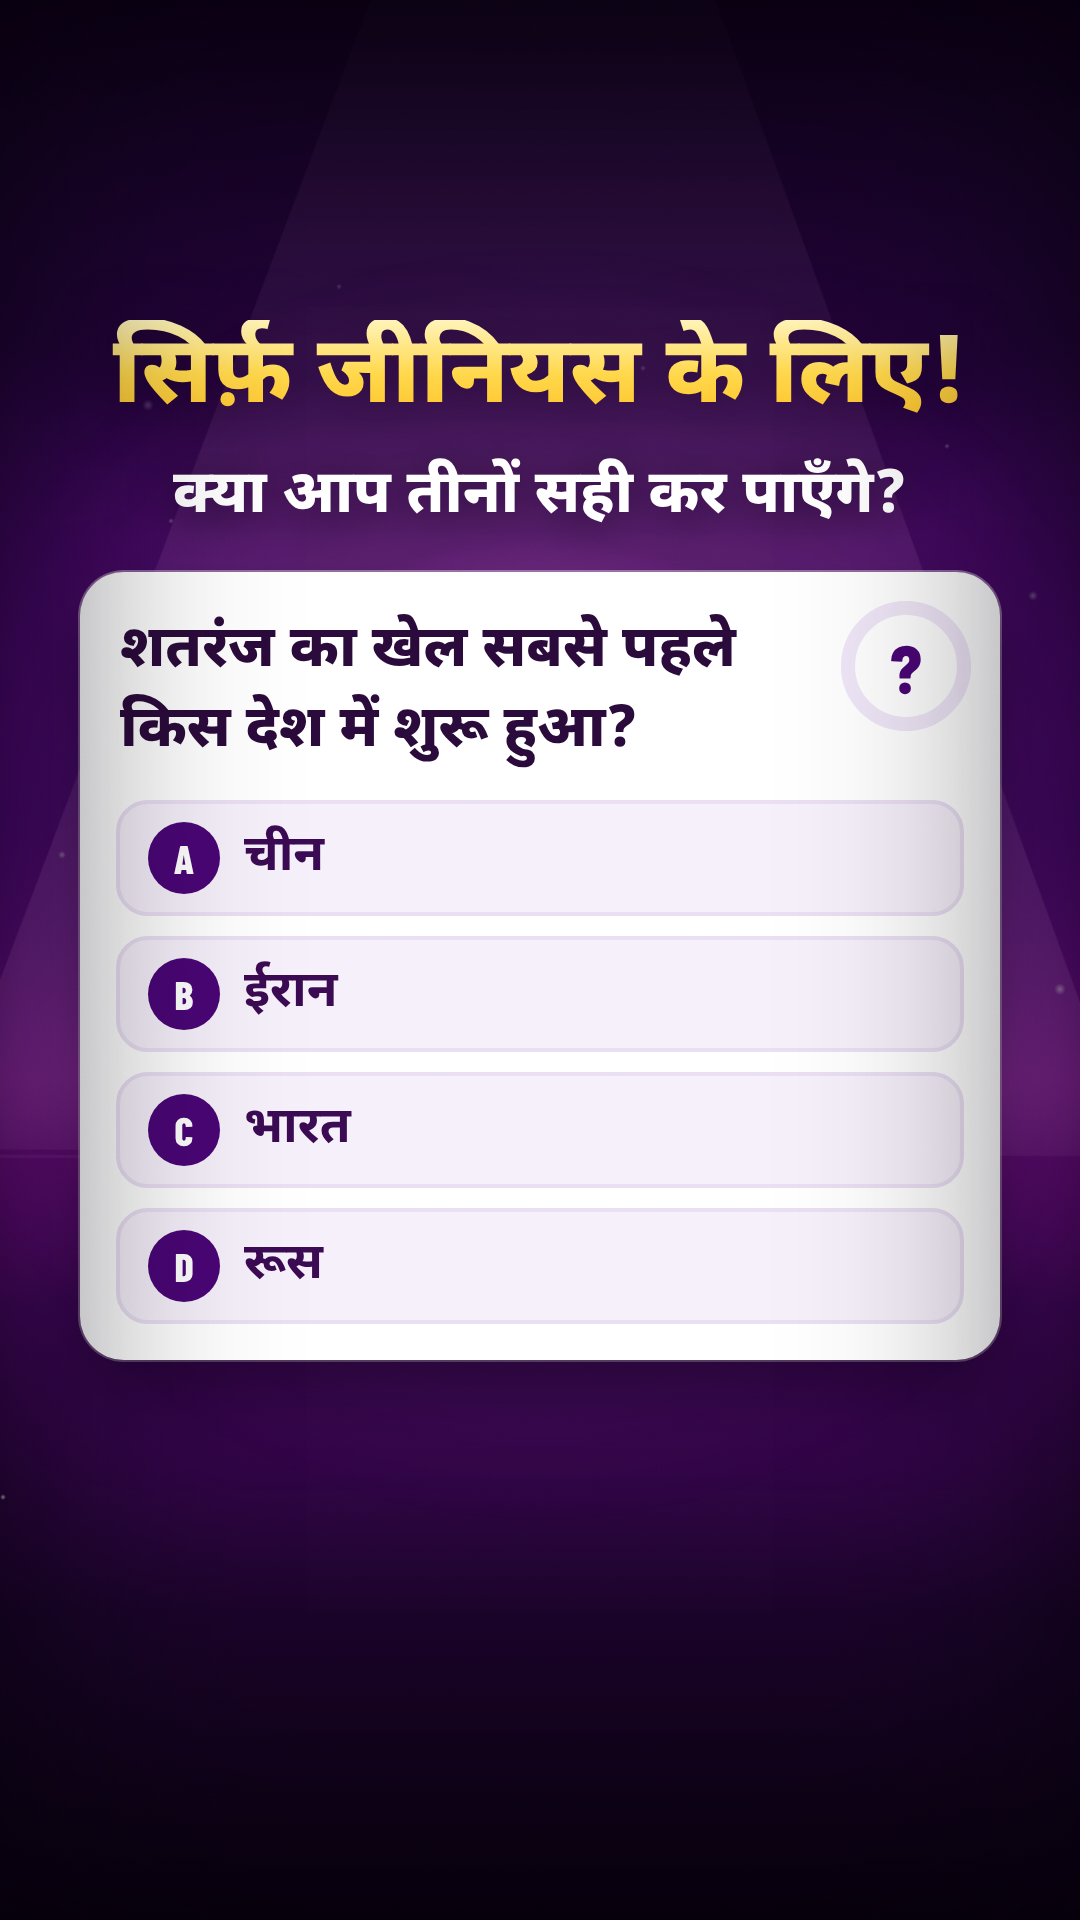 सिर्फ़ जीनियस के लिए!
क्या आप तीनों सही कर पाएँगे?
शतरंज का खेल सबसे पहले
किस देश में शुरू हुआ?
?
A चीन
B ईरान
C भारत
D रूस